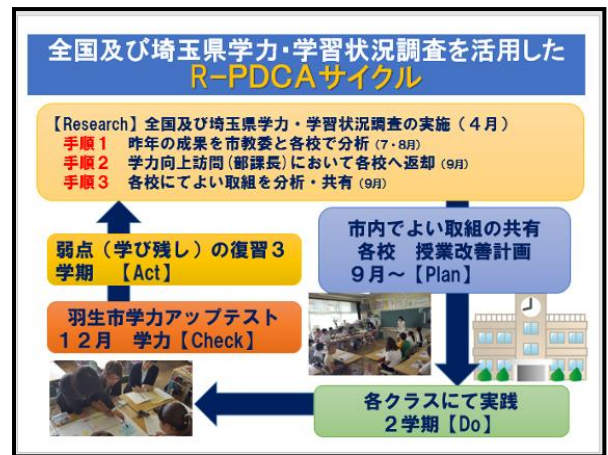 全国及び埼玉県学力・学習状況調査を活用した
R-PDCAサイクル
【Research】全国及び埼玉県学力・学習状況調査の実施（４月）
手順１　昨年の成果を市教委と各校で分析（7・8月）
手順２　学力向上訪問(部課長)において各校へ返却（9月）
手順３　各校にてよい取組を分析・共有（9月）
市内でよい取組の共有
各校　授業改善計画
９月～【Plan】
弱点（学び残し）の復習３
学期　【Act】
羽生市学力アップテスト
１２月　学力【Check】
各クラスにて実践
２学期【Do】